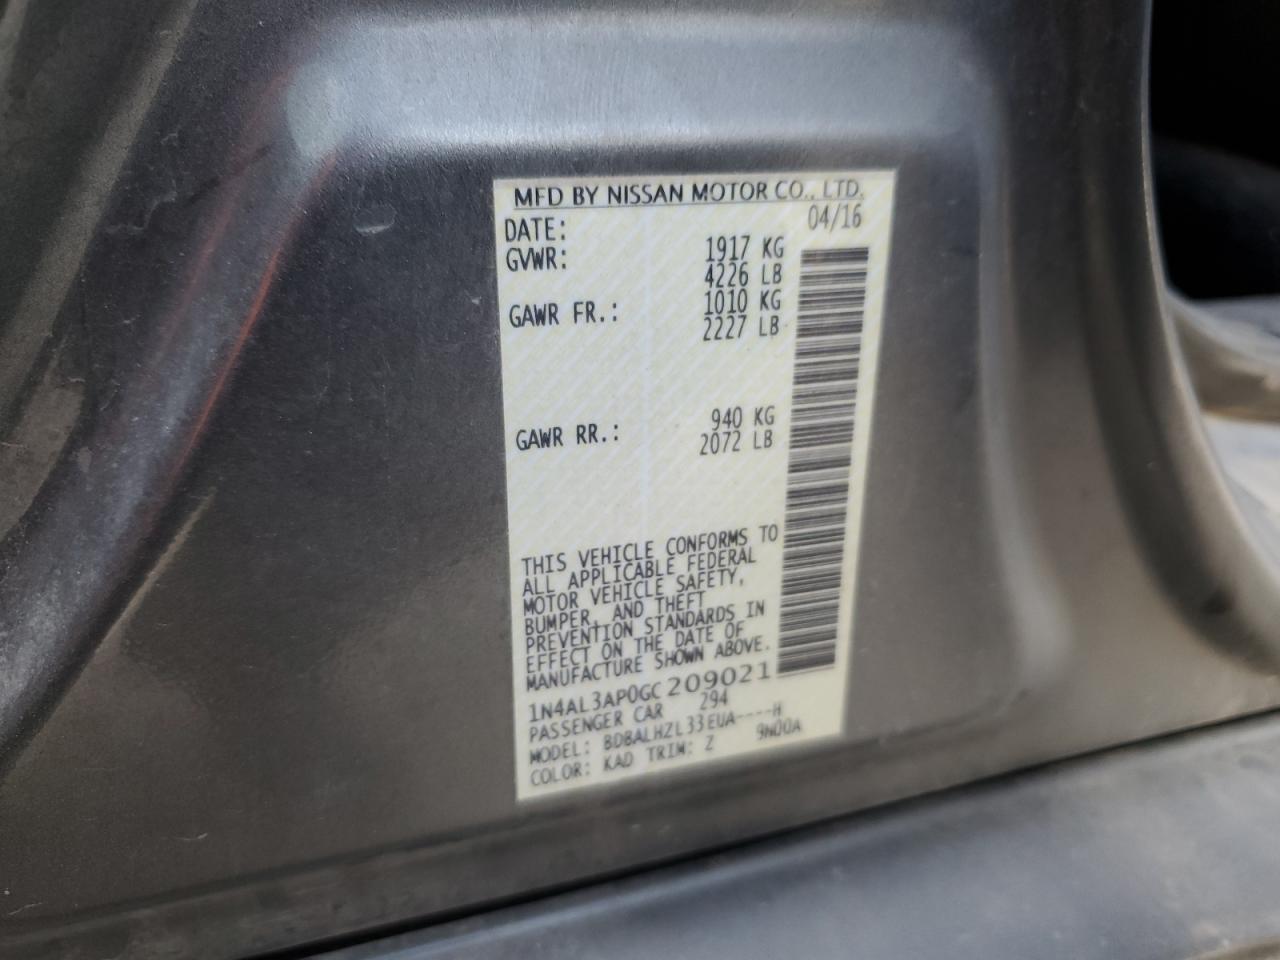 MFD BY NISSAN MOTOR CO., LTD.
DATE: 04/16
GVWR: 1917 KG
4226 LB
GAWR FR.: 1010 KG
2227 LB
GAWR RR.: 940 KG
2072 LB
THIS VEHICLE CONFORMS TO
ALL APPLICABLE FEDERAL
MOTOR VEHICLE SAFETY,
BUMPER, AND THEFT
PREVENTION STANDARDS IN
EFFECT ON THE DATE OF
MANUFACTURE SHOWN ABOVE.
1N4AL3AP0GC209021
PASSENGER CAR 294
MODEL: BDBALHZL33EUA----H
COLOR: KAD TRIM: Z 9N00A